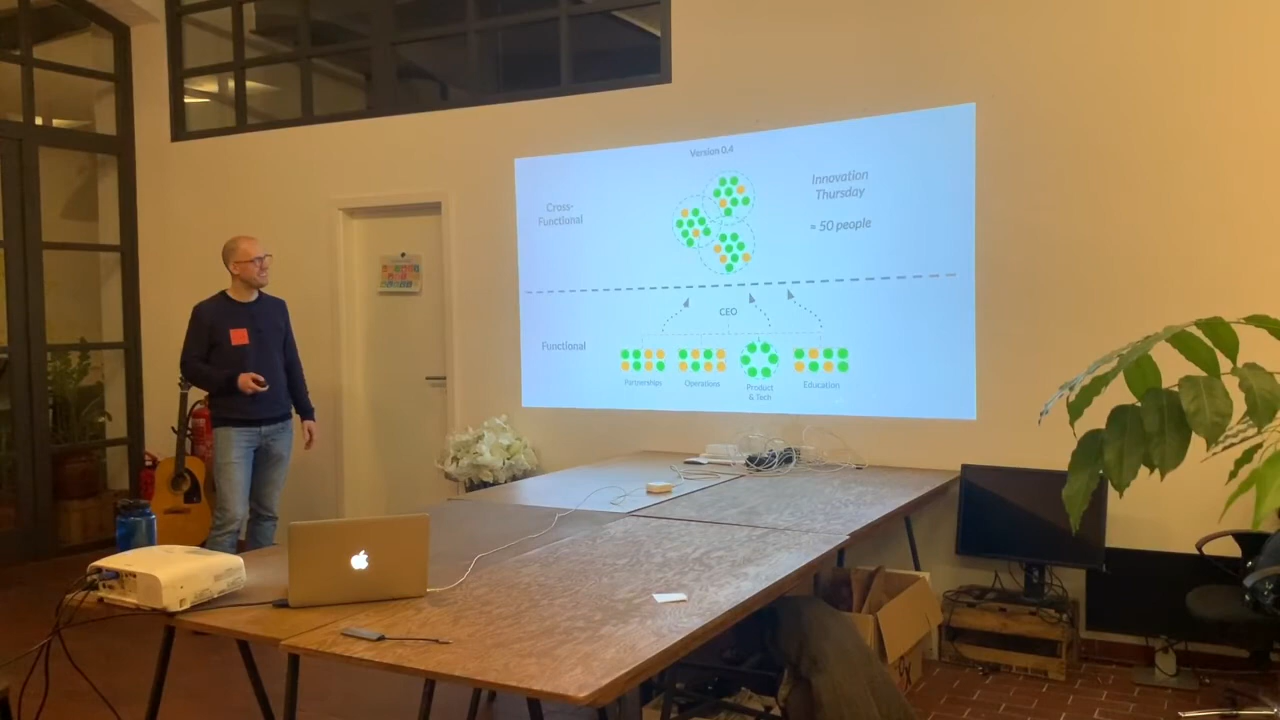 Version 0.4
Cross-
Functional
Innovation
Thursday
≈ 50 people
CEO
Functional
Partnerships
Operations
Product
& Tech
Education